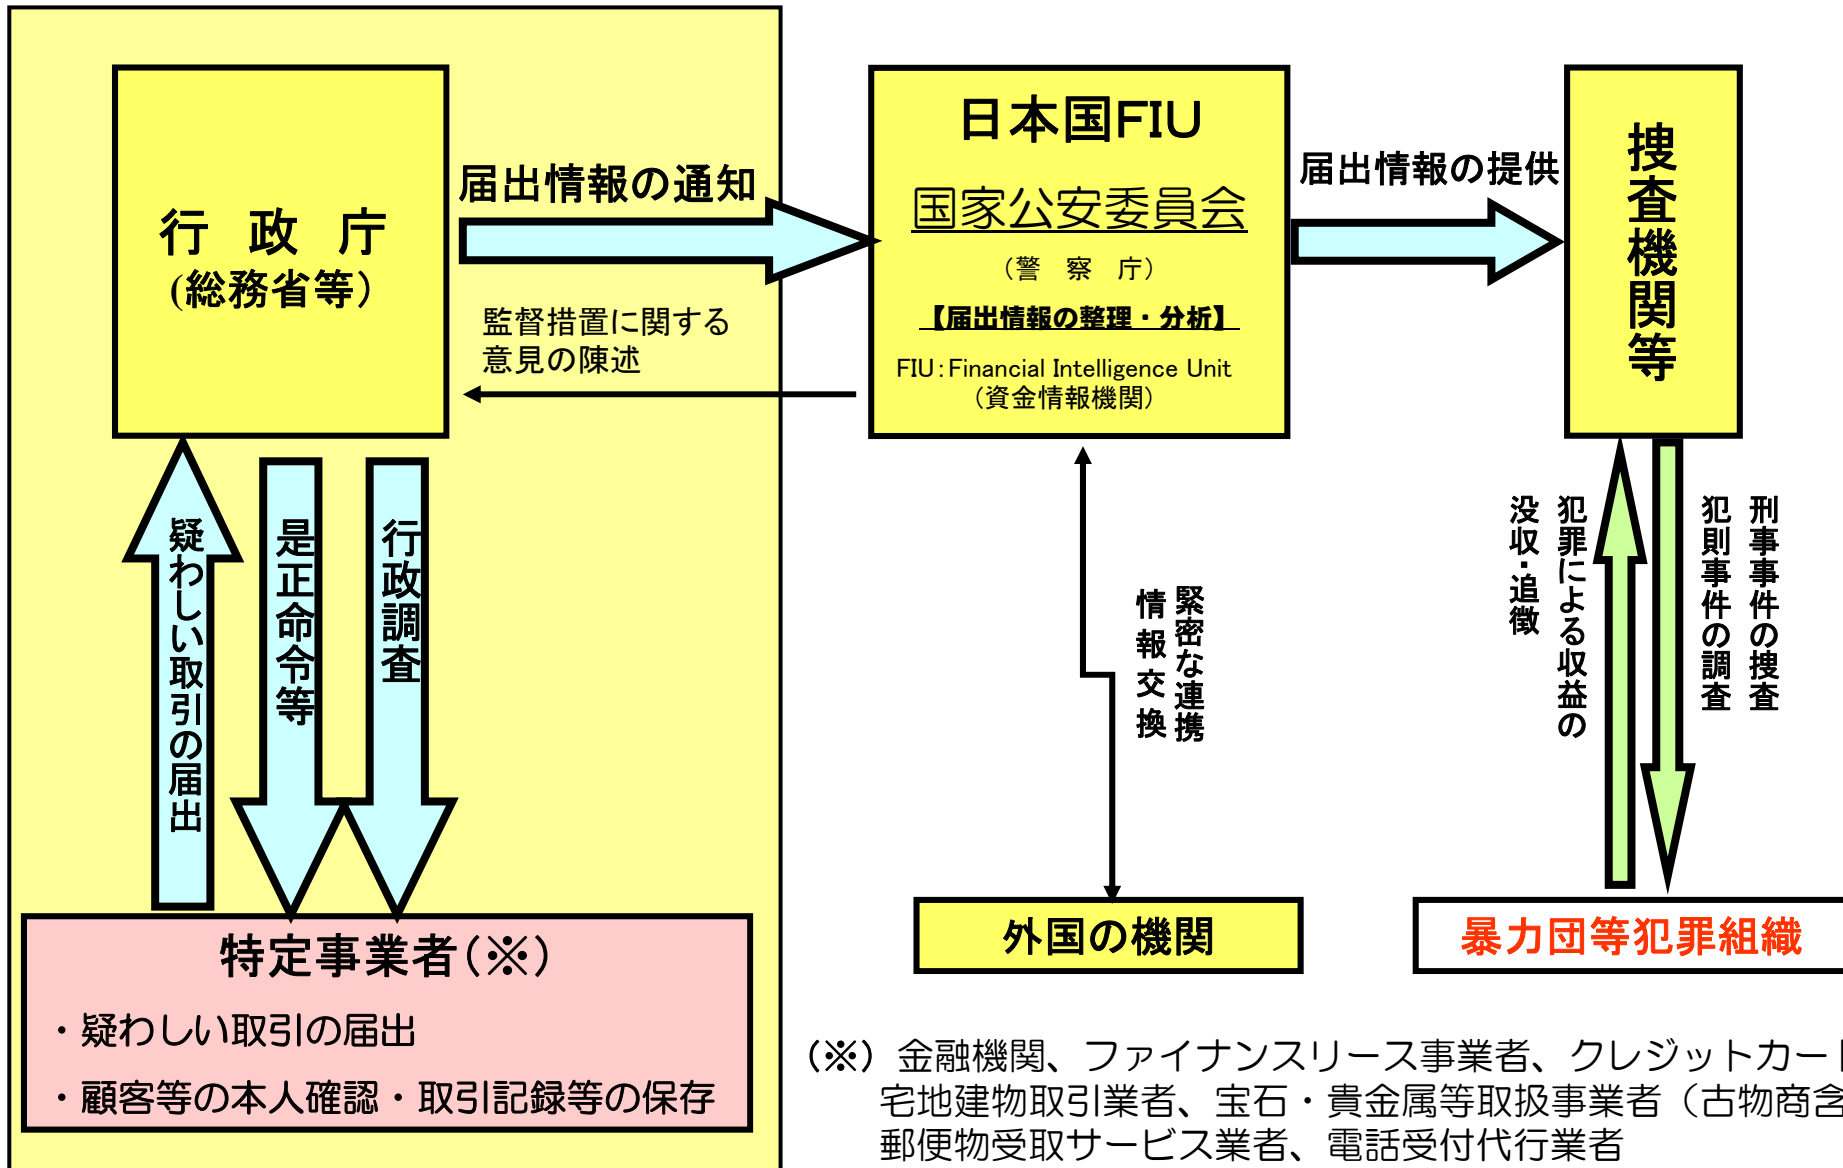 行 政 庁
(総務省等)
届出情報の通知
監督措置に関する
意見の陳述
日本国FIU
国家公安委員会
(警 察 庁)
【届出情報の整理・分析】
FIU:Financial Intelligence Unit
(資金情報機関)
届出情報の提供
捜査機関等
疑わしい取引の届出
是正命令等
行政調査
緊密な連携
情報交換
犯罪による収益の
没収・追徴
刑事事件の捜査
犯則事件の調査
特定事業者(※)
・疑わしい取引の届出
・顧客等の本人確認・取引記録等の保存
外国の機関
暴力団等犯罪組織
(※) 金融機関、ファイナンスリース事業者、クレジットカー
宅地建物取引業者、宝石・貴金属等取扱事業者(古物商含
郵便物受取サービス業者、電話受付代行業者